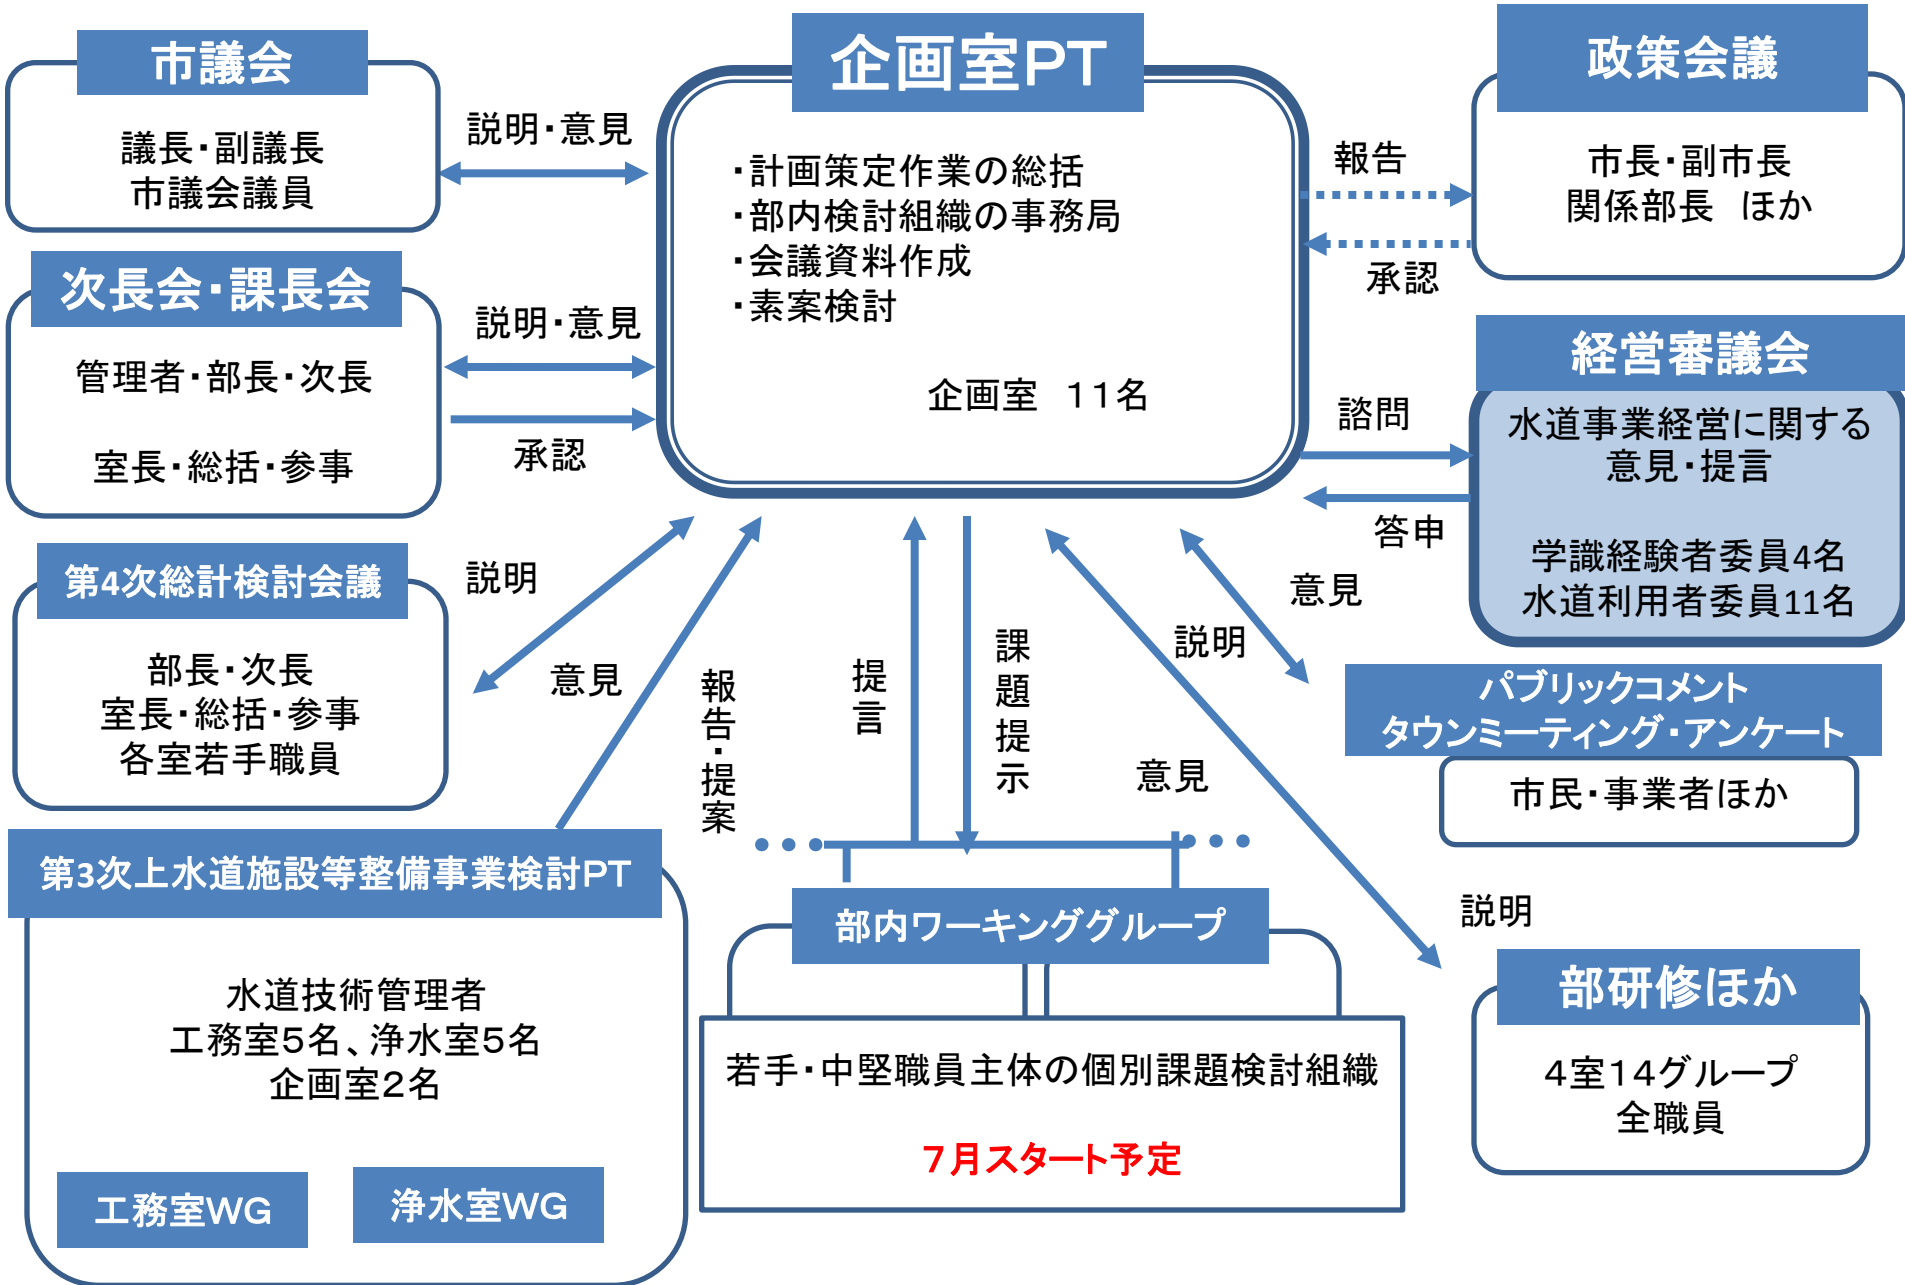 市議会
議長・副議長
市議会議員
説明・意見
企画室PT
・計画策定作業の総括
・部内検討組織の事務局
・会議資料作成
・素案検討
企画室　11名
政策会議
市長・副市長
関係部長　ほか
報告
承認
次長会・課長会
管理者・部長・次長
室長・総括・参事
説明・意見
承認
経営審議会
水道事業経営に関する
意見・提言
学識経験者委員4名
水道利用者委員11名
諮問
答申
第4次総計検討会議
部長・次長
室長・総括・参事
各室若手職員
説明
意見
報告・提案
提言
課題提示
説明
意見
意見
説明
パブリックコメント
タウンミーティング・アンケート
市民・事業者ほか
第3次上水道施設等整備事業検討PT
水道技術管理者
工務室5名、浄水室5名
企画室2名
工務室WG
浄水室WG
部内ワーキンググループ
若手・中堅職員主体の個別課題検討組織
7月スタート予定
部研修ほか
4室14グループ
全職員